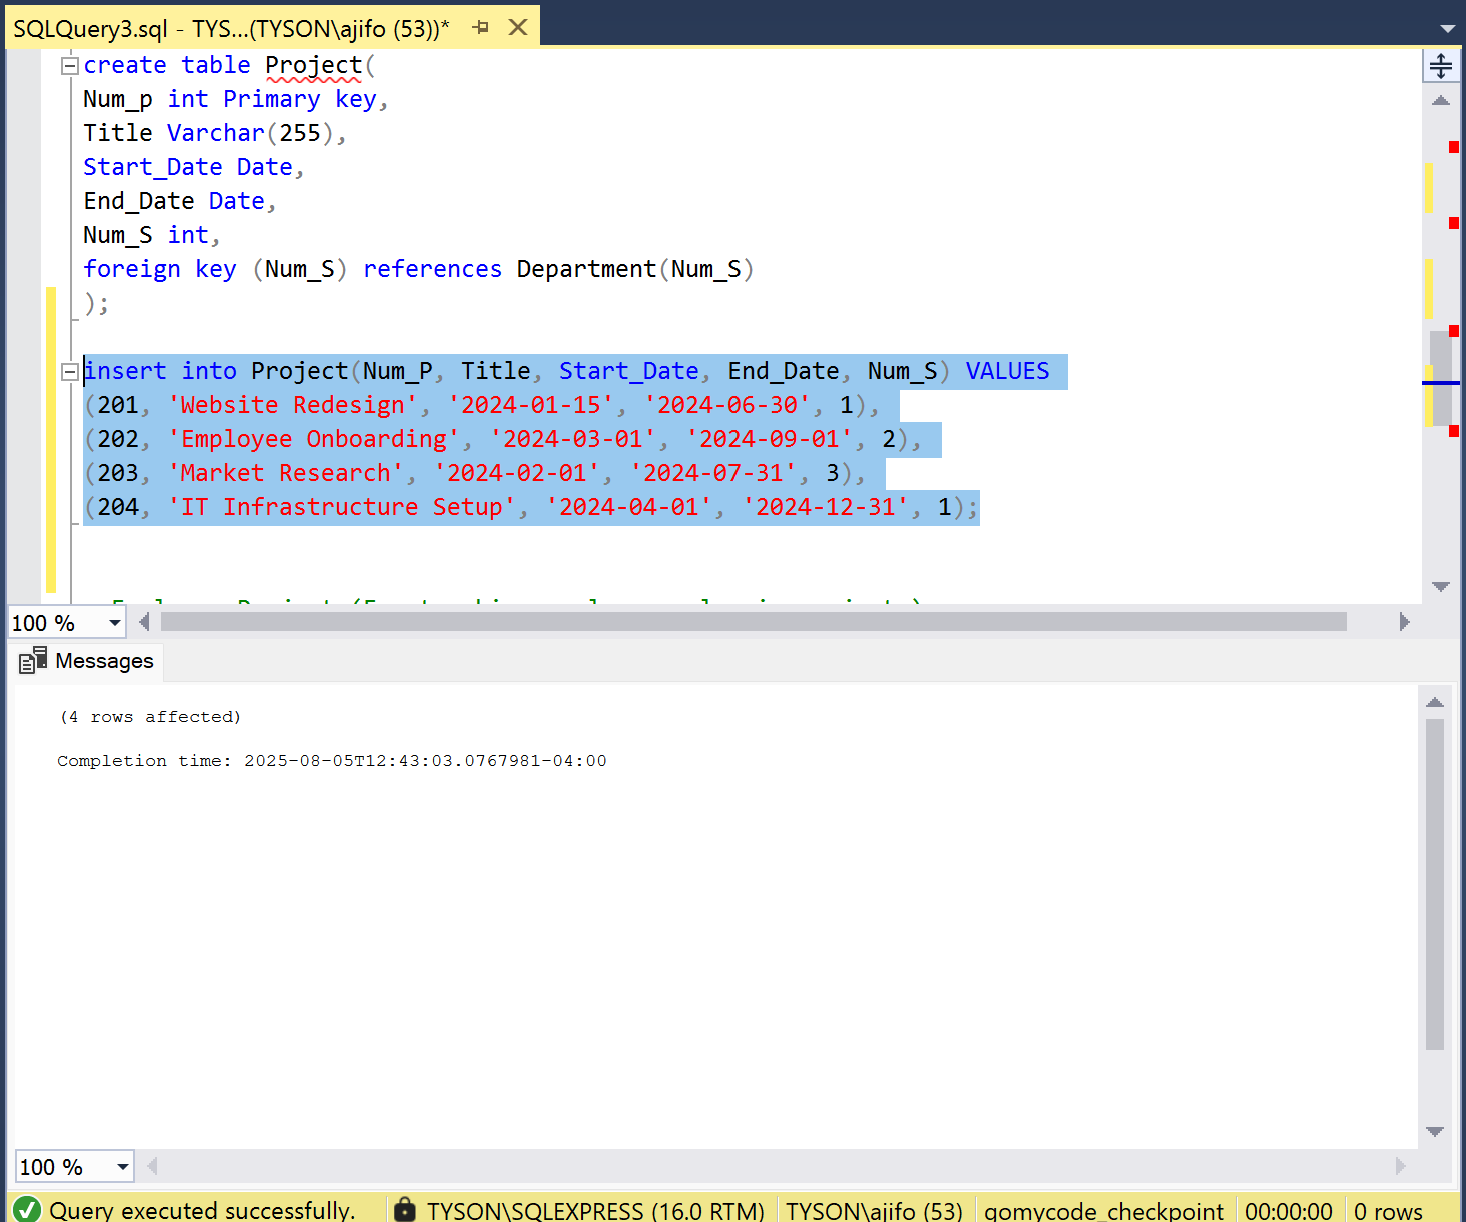 SQLQuery3.sql - TYS...(TYSON\ajifo (53))*
create table Project(
Num_p int Primary key,
Title Varchar(255),
Start_Date Date,
End_Date Date,
Num_S int,
foreign key (Num_S) references Department(Num_S)
);
insert into Project(Num_P, Title, Start_Date, End_Date, Num_S) VALUES
(201, 'Website Redesign', '2024-01-15', '2024-06-30', 1),
(202, 'Employee Onboarding', '2024-03-01', '2024-09-01', 2),
(203, 'Market Research', '2024-02-01', '2024-07-31', 3),
(204, 'IT Infrastructure Setup', '2024-04-01', '2024-12-31', 1);
100 %
Messages
(4 rows affected)
Completion time: 2025-08-05T12:43:03.0767981-04:00
100 %
Query executed successfully. TYSON\SQLEXPRESS (16.0 RTM) TYSON\ajifo (53) gomycode_checkpoint 00:00:00 0 rows